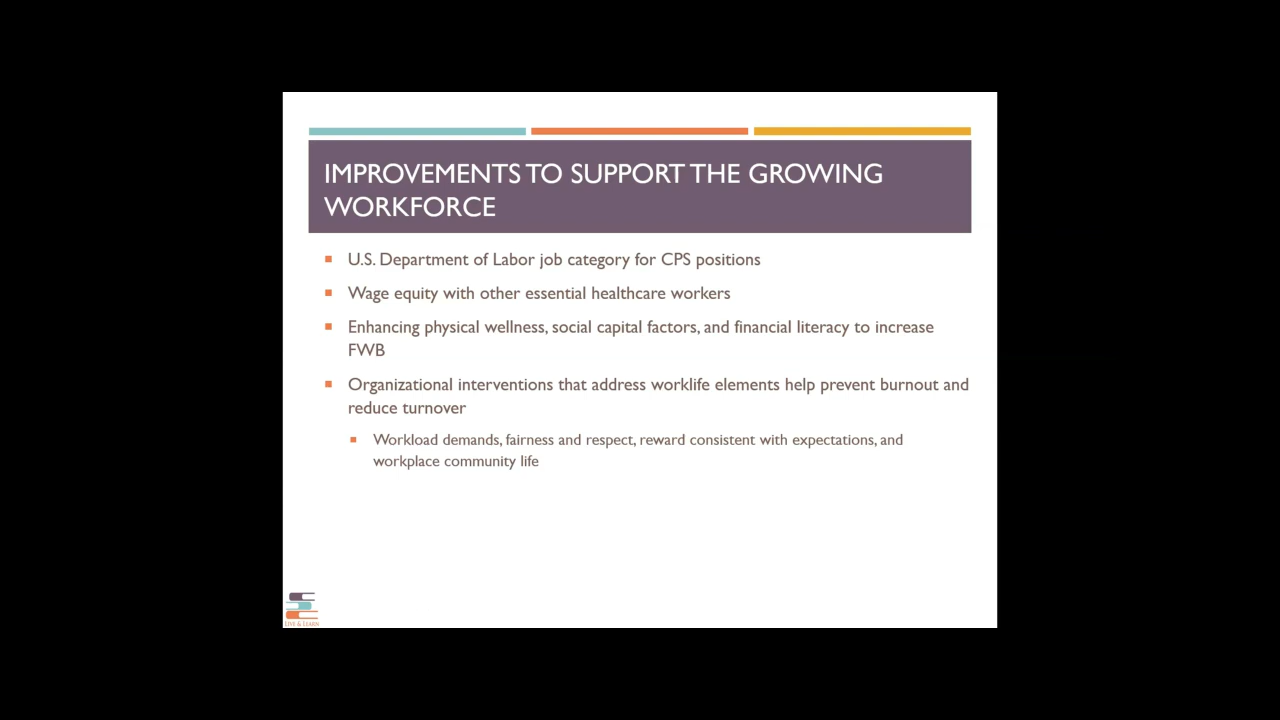 IMPROVEMENTS TO SUPPORT THE GROWING
WORKFORCE
U.S. Department of Labor job category for CPS positions
Wage equity with other essential healthcare workers
Enhancing physical wellness, social capital factors, and financial literacy to increase
FWB
Organizational interventions that address worklife elements help prevent burnout and
reduce turnover
Workload demands, fairness and respect, reward consistent with expectations, and
workplace community life
LIVE & LEARN